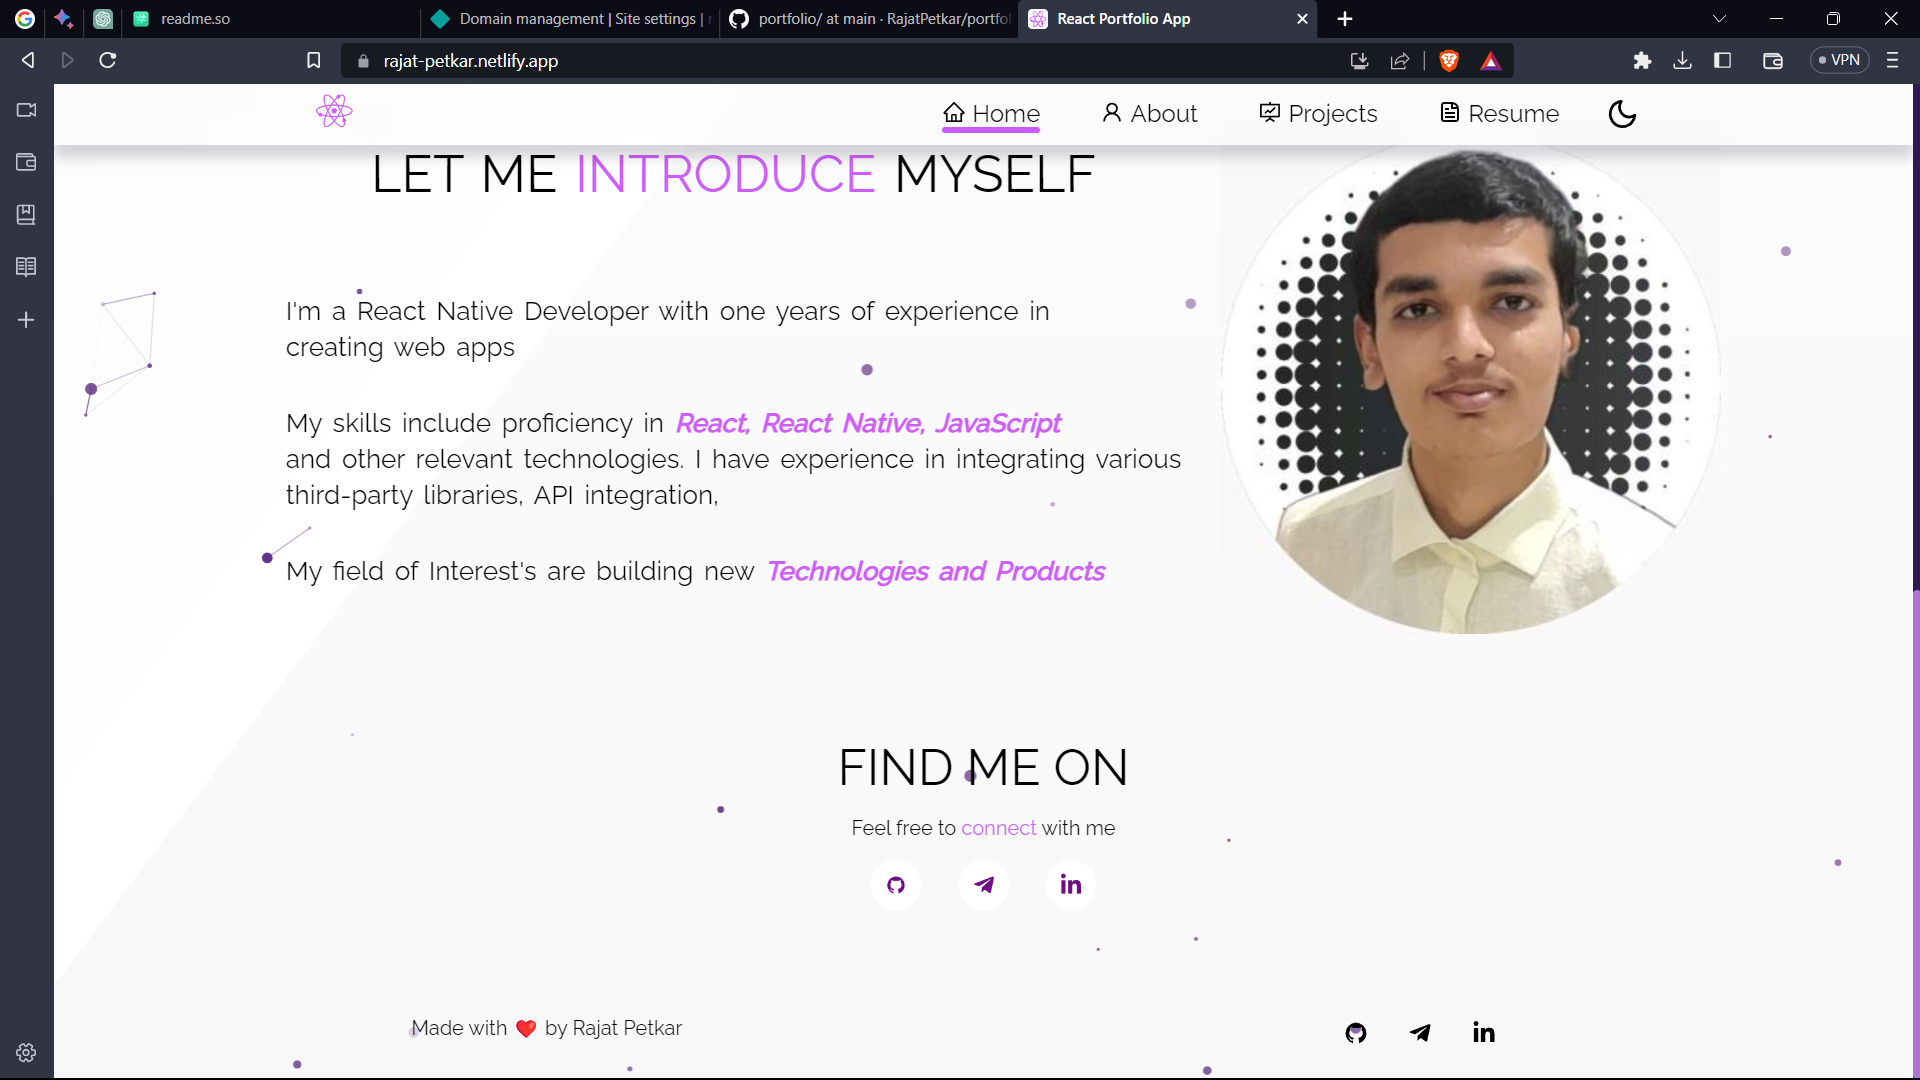 readme.so
Domain management | Site settings |
portfolio/ at main · RajatPetkar/portfol
React Portfolio App
rajat-petkar.netlify.app
VPN
Home
About
Projects
Resume
LET ME INTRODUCE MYSELF
I'm a React Native Developer with one years of experience in
creating web apps
My skills include proficiency in React, React Native, JavaScript
and other relevant technologies. I have experience in integrating various
third-party libraries, API integration,
My field of Interest's are building new Technologies and Products
FIND ME ON
Feel free to connect with me
in
Made with ❤️ by Rajat Petkar
in